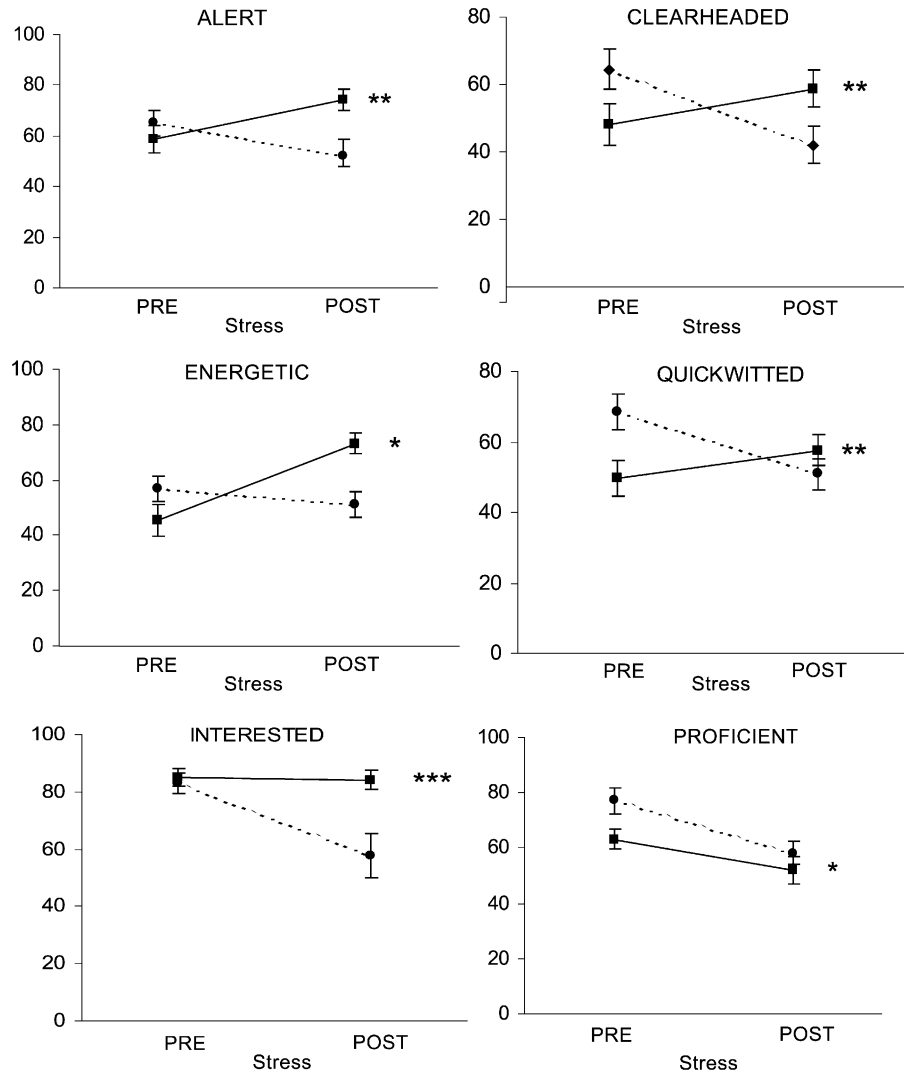 ALERT
100
80
60
40
20
0
**
PRE
POST
Stress
CLEARHEADED
80
60
40
20
0
**
PRE
POST
Stress
ENERGETIC
100
80
60
40
20
0
*
PRE
POST
Stress
QUICKWITTED
80
60
40
20
0
**
PRE
POST
Stress
INTERESTED
100
80
60
40
20
0
***
PRE
POST
Stress
PROFICIENT
100
80
60
40
20
0
*
PRE
POST
Stress